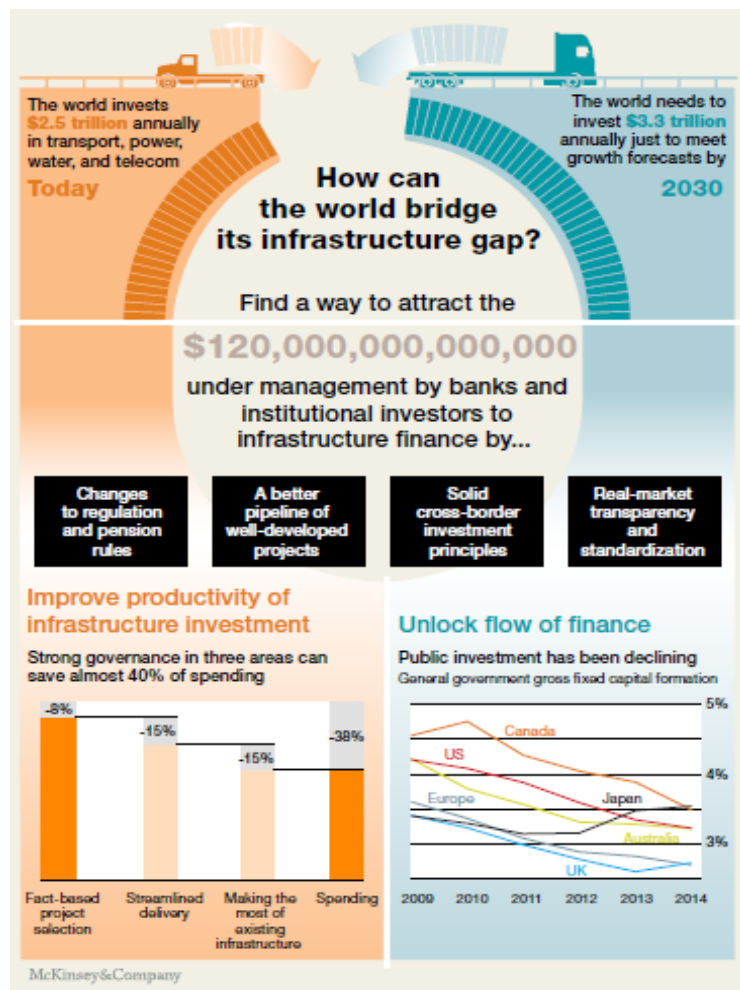 The world invests
$2.5 trillion annually
in transport, power,
water, and telecom
Today
The world needs to
invest $3.3 trillion
annually just to meet
growth forecasts by
2030
How can
the world bridge
its infrastructure gap?
Find a way to attract the
$120,000,000,000,000
under management by banks and
institutional investors to
infrastructure finance by...
Changes
to regulation
and pension
rules
A better
pipeline of
well-developed
projects
Solid
cross-border
investment
principles
Real-market
transparency
and
standardization
Improve productivity of
infrastructure investment
Strong governance in three areas can
save almost 40% of spending
-8%
-15%
-15%
-38%
Fact-based
project
selection
Streamlined
delivery
Making the
most of
existing
infrastructure
Spending
Unlock flow of finance
Public investment has been declining
General government gross fixed capital formation
5%
Canada
US
4%
Europe
Japan
Australia
3%
UK
2009 2010 2011 2012 2013 2014
McKinsey&Company